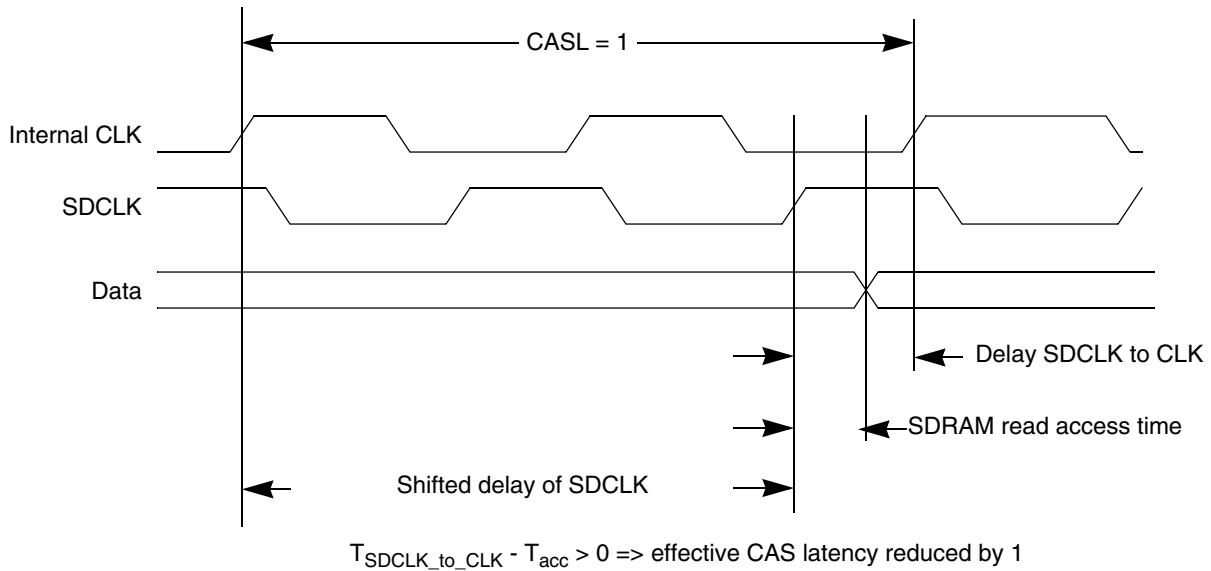 CASL = 1
Internal CLK
SDCLK
Data
Delay SDCLK to CLK
SDRAM read access time
Shifted delay of SDCLK
T_SDCLK_to_CLK - T_acc > 0 => effective CAS latency reduced by 1